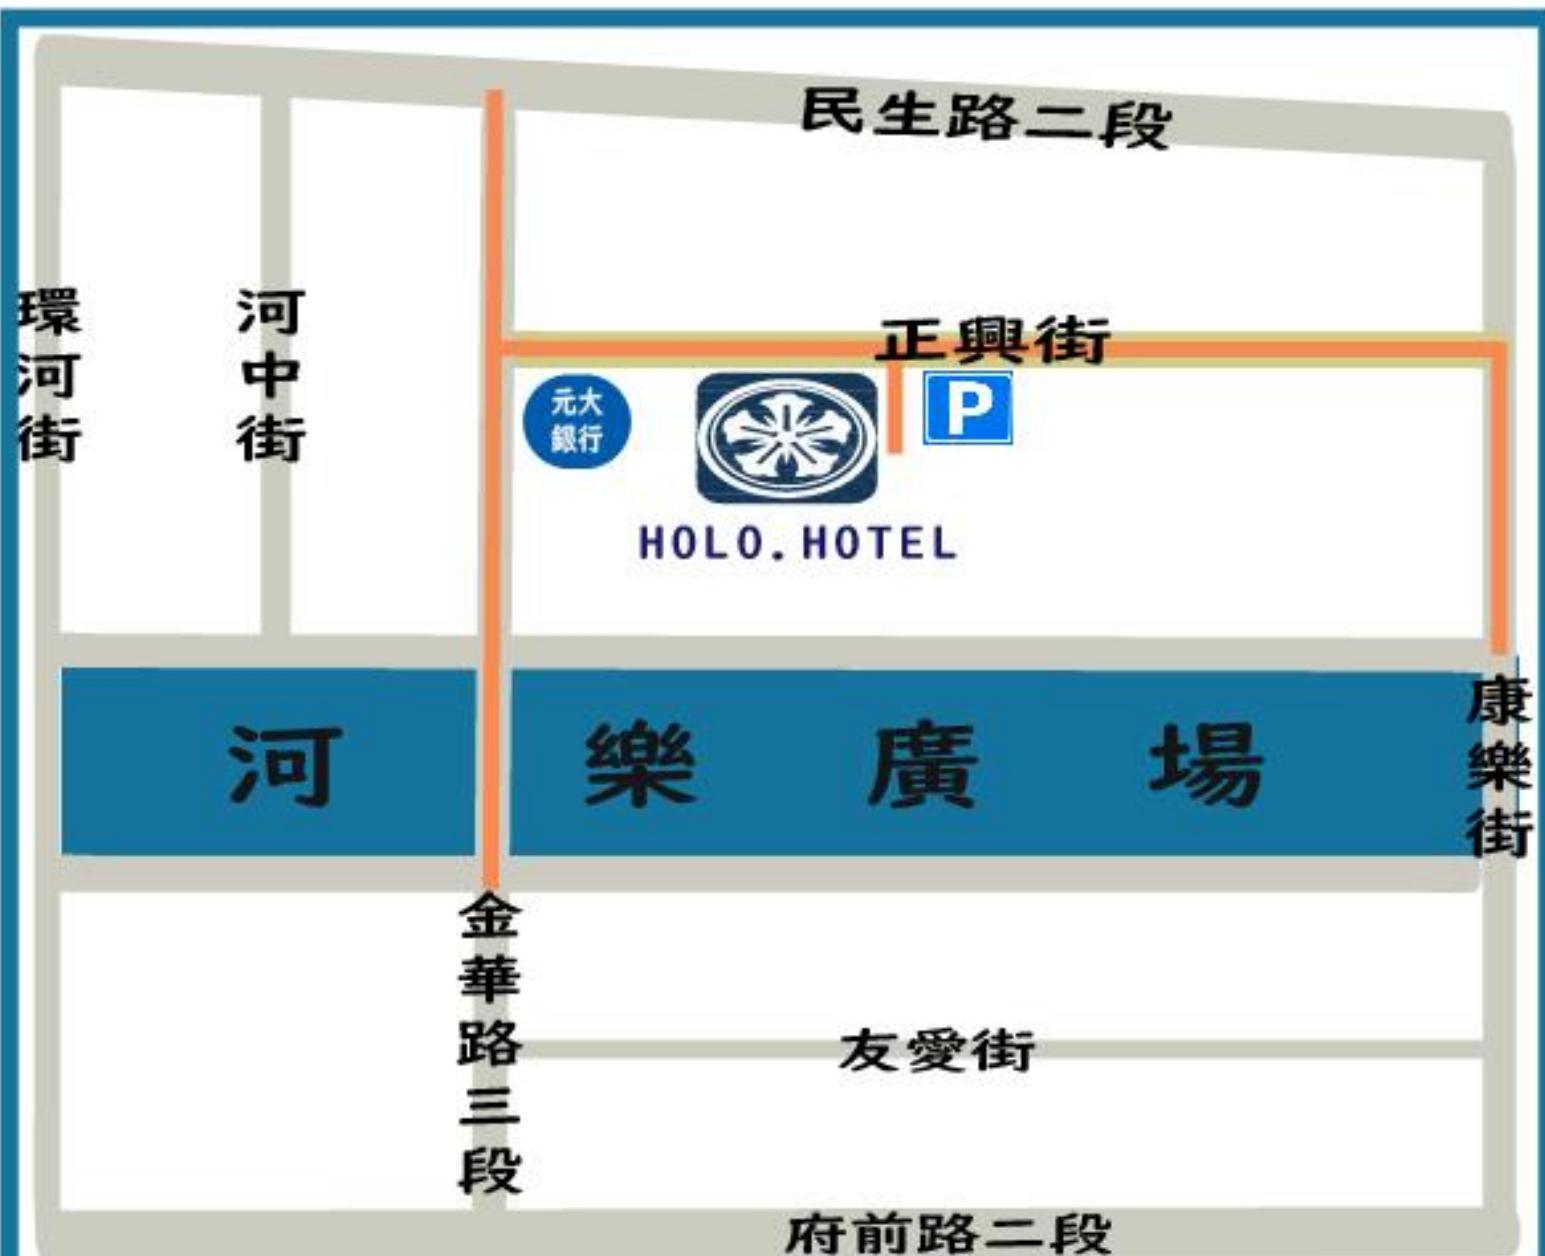 民生路二段
環河街
河中街
正興街
元大
銀行
P
HOLO.HOTEL
河樂廣場
康樂街
金華路三段
友愛街
府前路二段